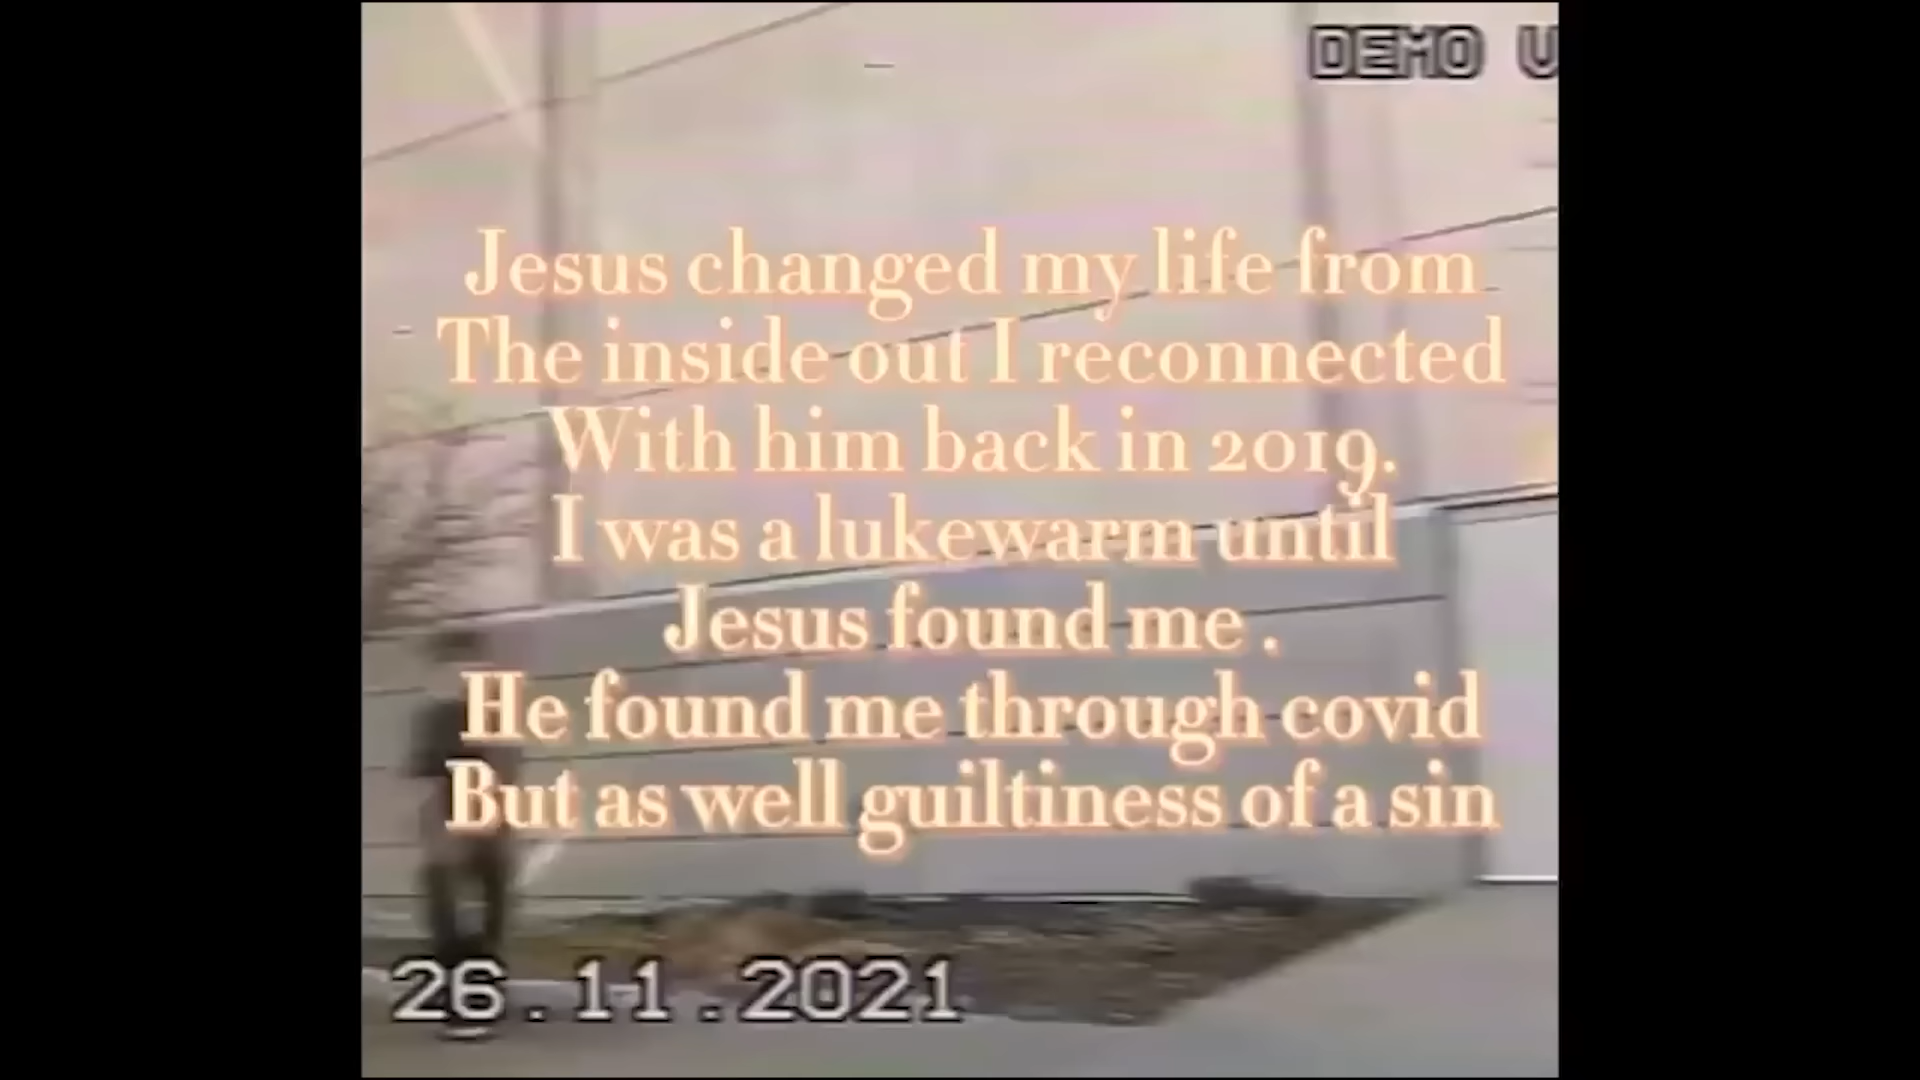 DEMO V
Jesus changed my life from
The inside out I reconnected
With him back in 2019.
I was a lukewarm until
Jesus found me .
He found me through covid
But as well guiltiness of a sin
26.11.2021